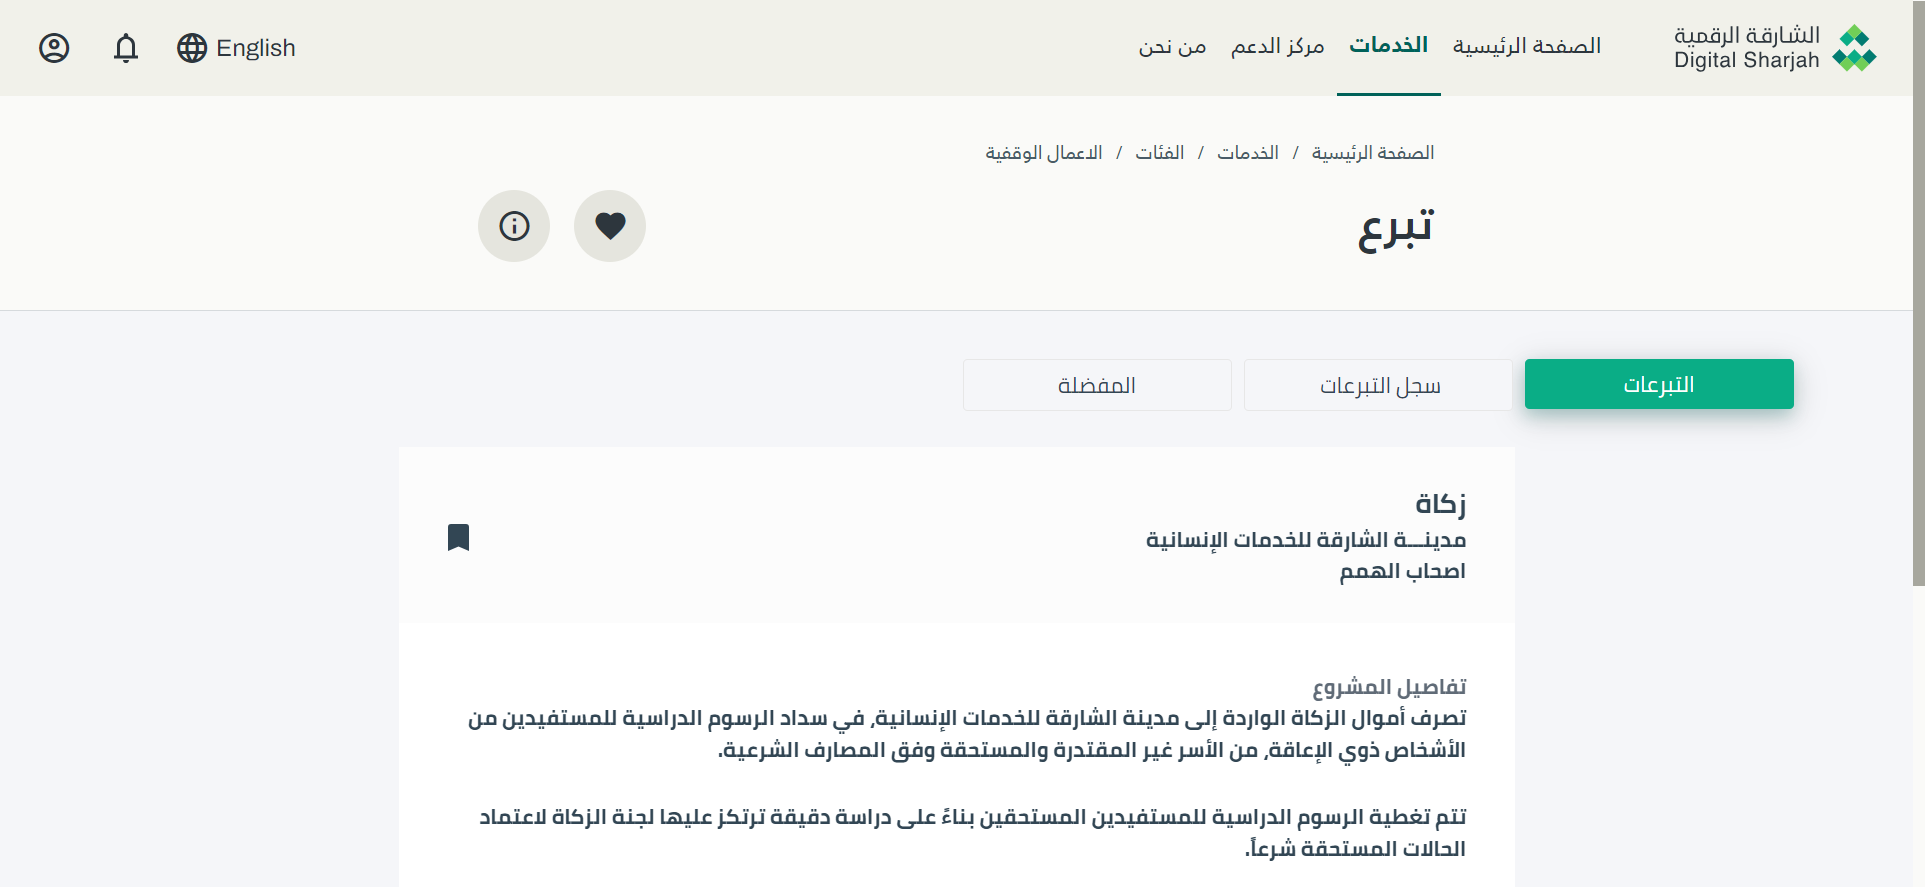 الشارقة الرقمية
Digital Sharjah
الصفحة الرئيسية
الخدمات
مركز الدعم
من نحن
English
الصفحة الرئيسية / الخدمات / الفئات / الاعمال الوقفية
تبرع
التبرعات
سجل التبرعات
المفضلة
زكاة
مدينـــة الشارقة للخدمات الإنسانية
اصحاب الهمم
تفاصيل المشروع
تصرف أموال الزكاة الواردة إلى مدينة الشارقة للخدمات الإنسانية، في سداد الرسوم الدراسية للمستفيدين من
الأشخاص ذوي الإعاقة، من الأسر غير المقتدرة والمستحقة وفق المصارف الشرعية.
تتم تغطية الرسوم الدراسية للمستفيدين المستحقين بناءً على دراسة دقيقة ترتكز عليها لجنة الزكاة لاعتماد
الحالات المستحقة شرعاً.